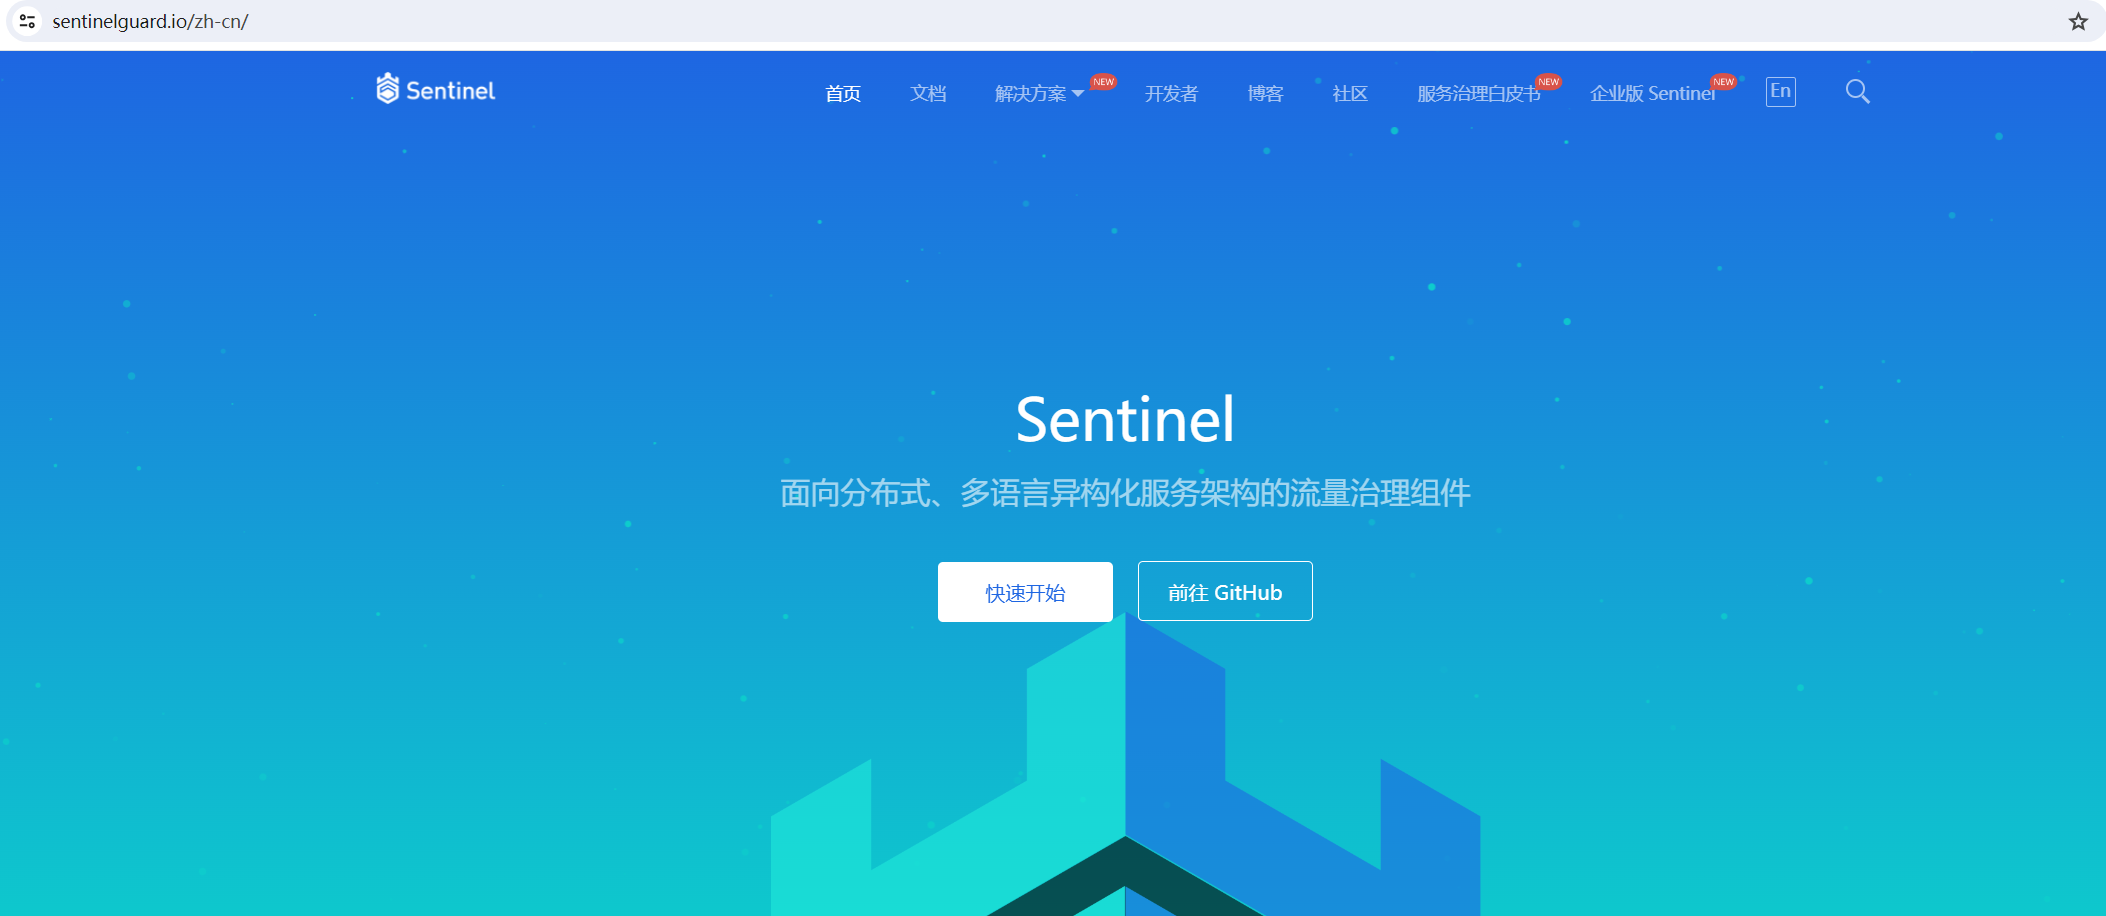 sentinelguard.io/zh-cn/
Sentinel
首页 文档 解决方案 NEW 开发者 博客 社区 服务治理白皮书 NEW 企业版 Sentinel NEW En
Sentinel
面向分布式、多语言异构化服务架构的流量治理组件
快速开始 前往 GitHub